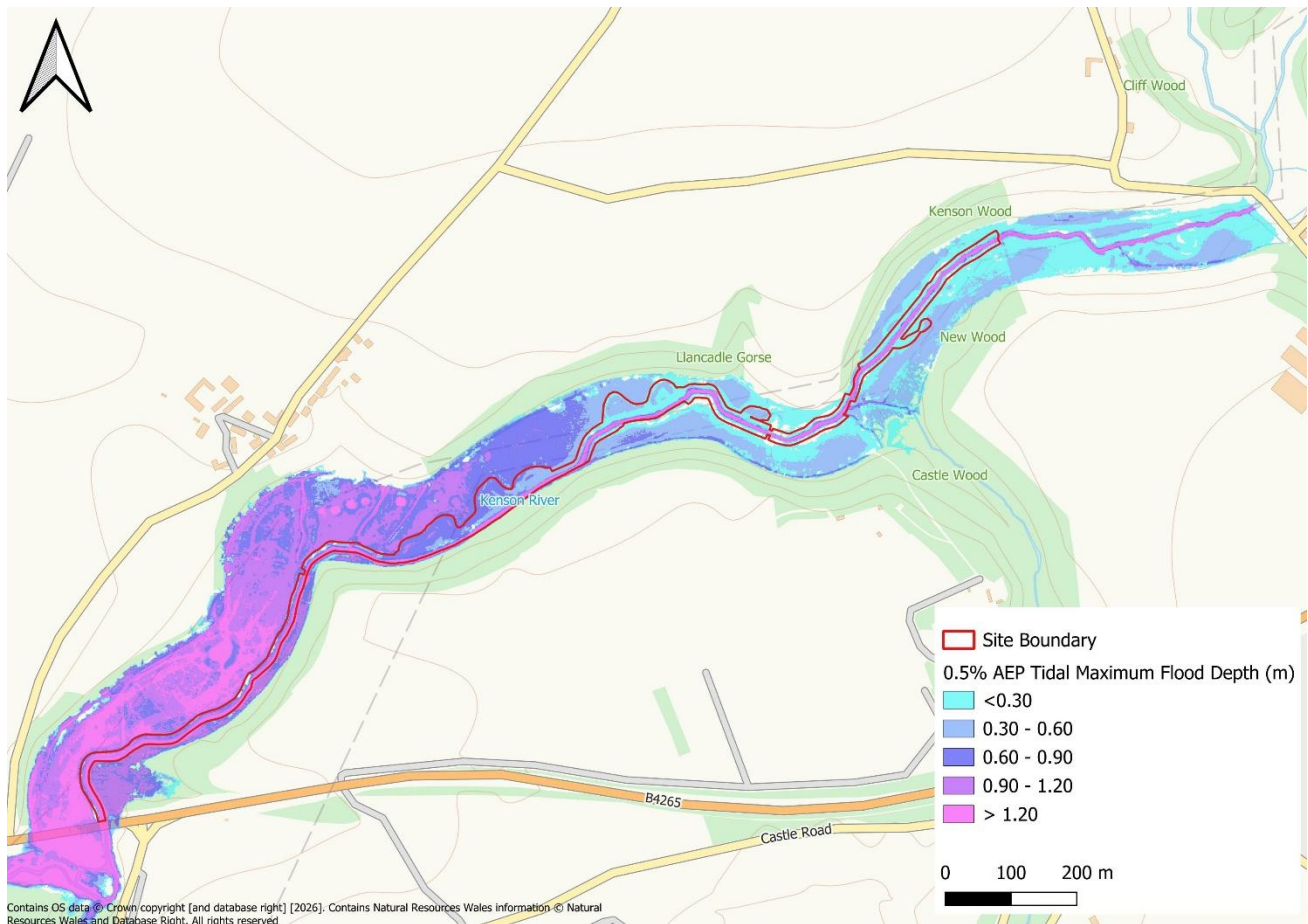 Cliff Wood
Kenson Wood
New Wood
Llancadle Gorse
Castle Wood
Kenson River
B4265
Castle Road
Site Boundary
0.5% AEP Tidal Maximum Flood Depth (m)
<0.30
0.30 - 0.60
0.60 - 0.90
0.90 - 1.20
> 1.20
0 100 200 m
Contains OS data © Crown copyright [and database right] [2026]. Contains Natural Resources Wales information © Natural
Resources Wales and Database Right. All rights reserved